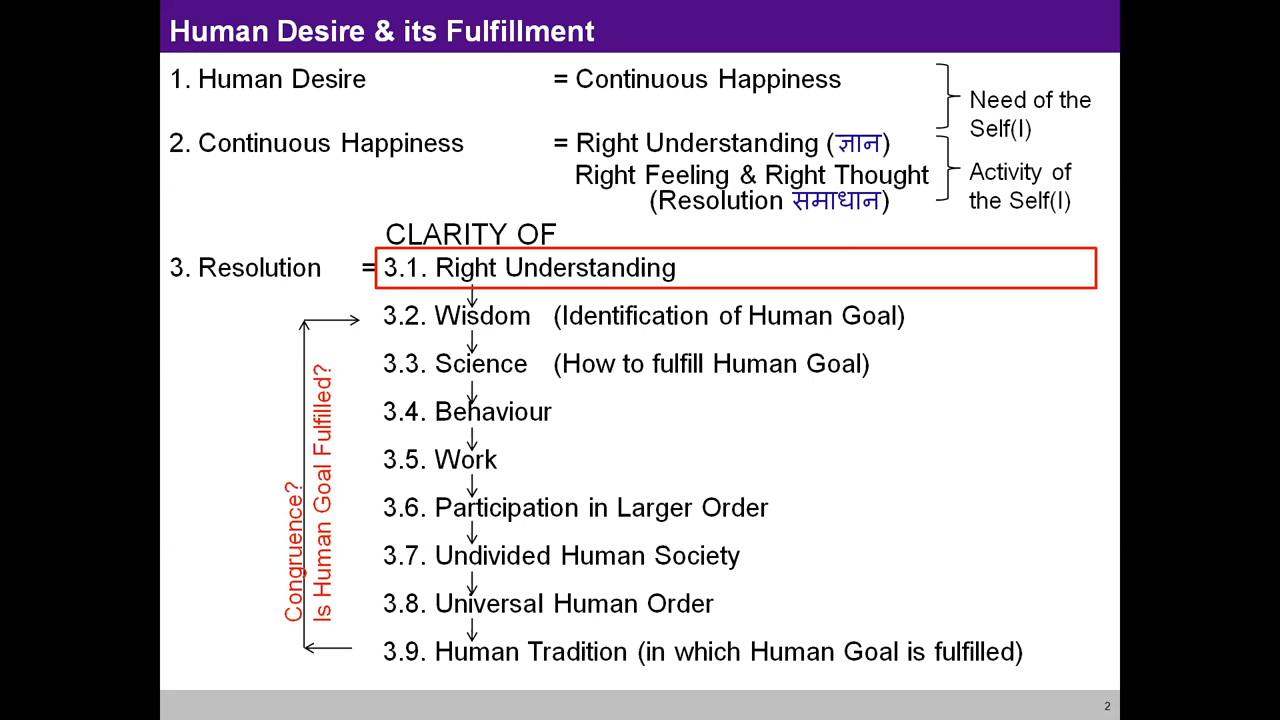 Human Desire & its Fulfillment
1. Human Desire = Continuous Happiness
Need of the
Self(I)
2. Continuous Happiness = Right Understanding (ज्ञान)
Right Feeling & Right Thought
(Resolution समाधान)
Activity of
the Self(I)
CLARITY OF
3. Resolution = 3.1. Right Understanding
3.2. Wisdom (Identification of Human Goal)
3.3. Science (How to fulfill Human Goal)
3.4. Behaviour
3.5. Work
3.6. Participation in Larger Order
3.7. Undivided Human Society
3.8. Universal Human Order
3.9. Human Tradition (in which Human Goal is fulfilled)
Congruence?
Is Human Goal Fulfilled?
2